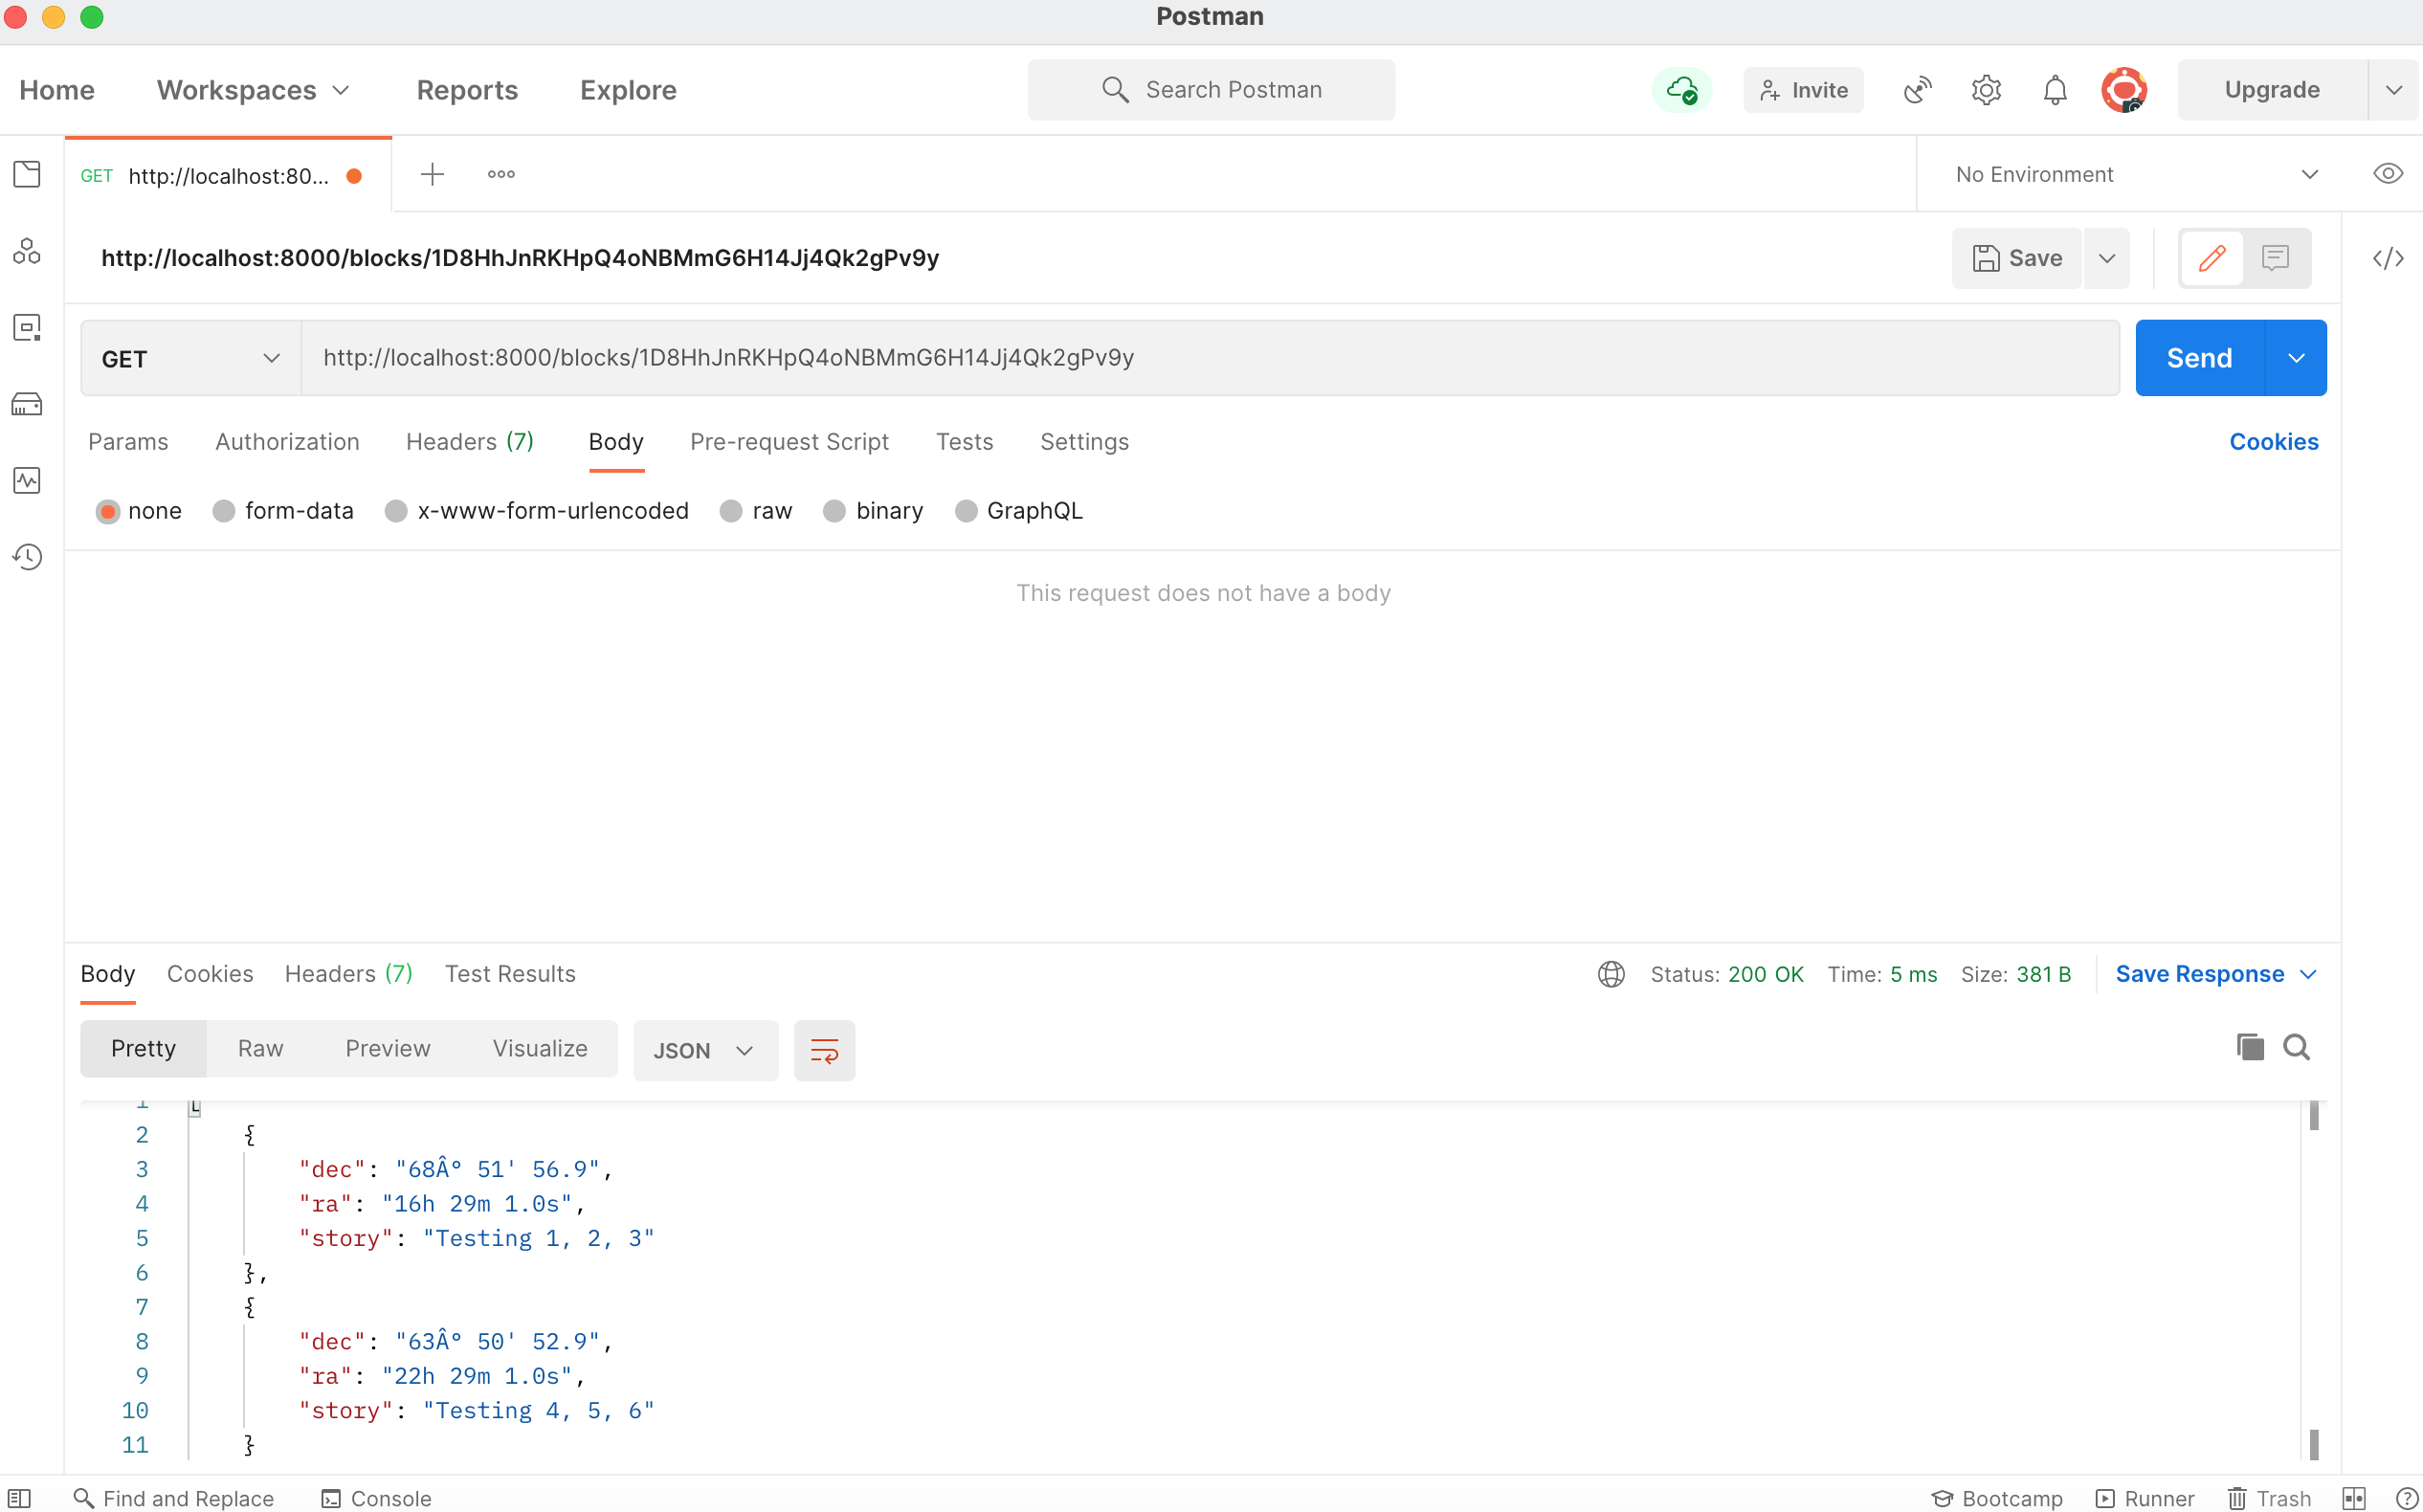 Postman
Home Workspaces Reports Explore Search Postman Invite Upgrade
GET http://localhost:80... No Environment
http://localhost:8000/blocks/1D8HhJnRKHpQ4oNBMmG6H14Jj4Qk2gPv9y Save
GET http://localhost:8000/blocks/1D8HhJnRKHpQ4oNBMmG6H14Jj4Qk2gPv9y Send
Params Authorization Headers (7) Body Pre-request Script Tests Settings Cookies
none form-data x-www-form-urlencoded raw binary GraphQL
This request does not have a body
Body Cookies Headers (7) Test Results Status: 200 OK Time: 5 ms Size: 381 B Save Response
Pretty Raw Preview Visualize JSON
1 [
2 {
3 "dec": "68Âº 51' 56.9",
4 "ra": "16h 29m 1.0s",
5 "story": "Testing 1, 2, 3"
6 },
7 {
8 "dec": "63Âº 50' 52.9",
9 "ra": "22h 29m 1.0s",
10 "story": "Testing 4, 5, 6"
11 }
Find and Replace Console Bootcamp Runner Trash